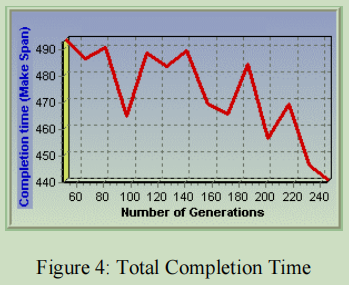 Completion time (Make Span)
490
480
470
460
450
440
60 80 100 120 140 160 180 200 220 240
Number of Generations
Figure 4: Total Completion Time